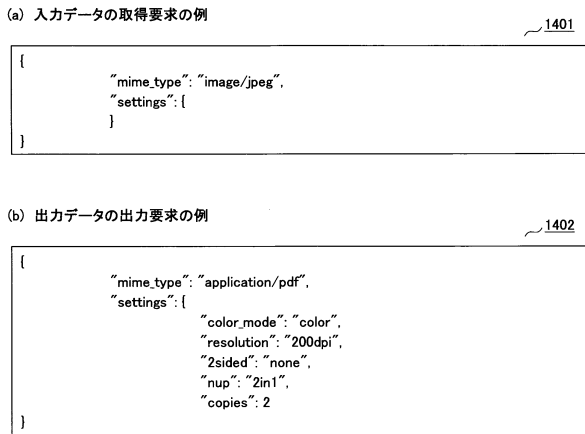 (a) 入力データの取得要求の例
1401
{
"mime_type": "image/jpeg",
"settings": {
}
}
(b) 出力データの出力要求の例
1402
{
"mime_type": "application/pdf",
"settings": {
"color_mode": "color",
"resolution": "200dpi",
"2sided": "none",
"nup": "2in1",
"copies": 2
}